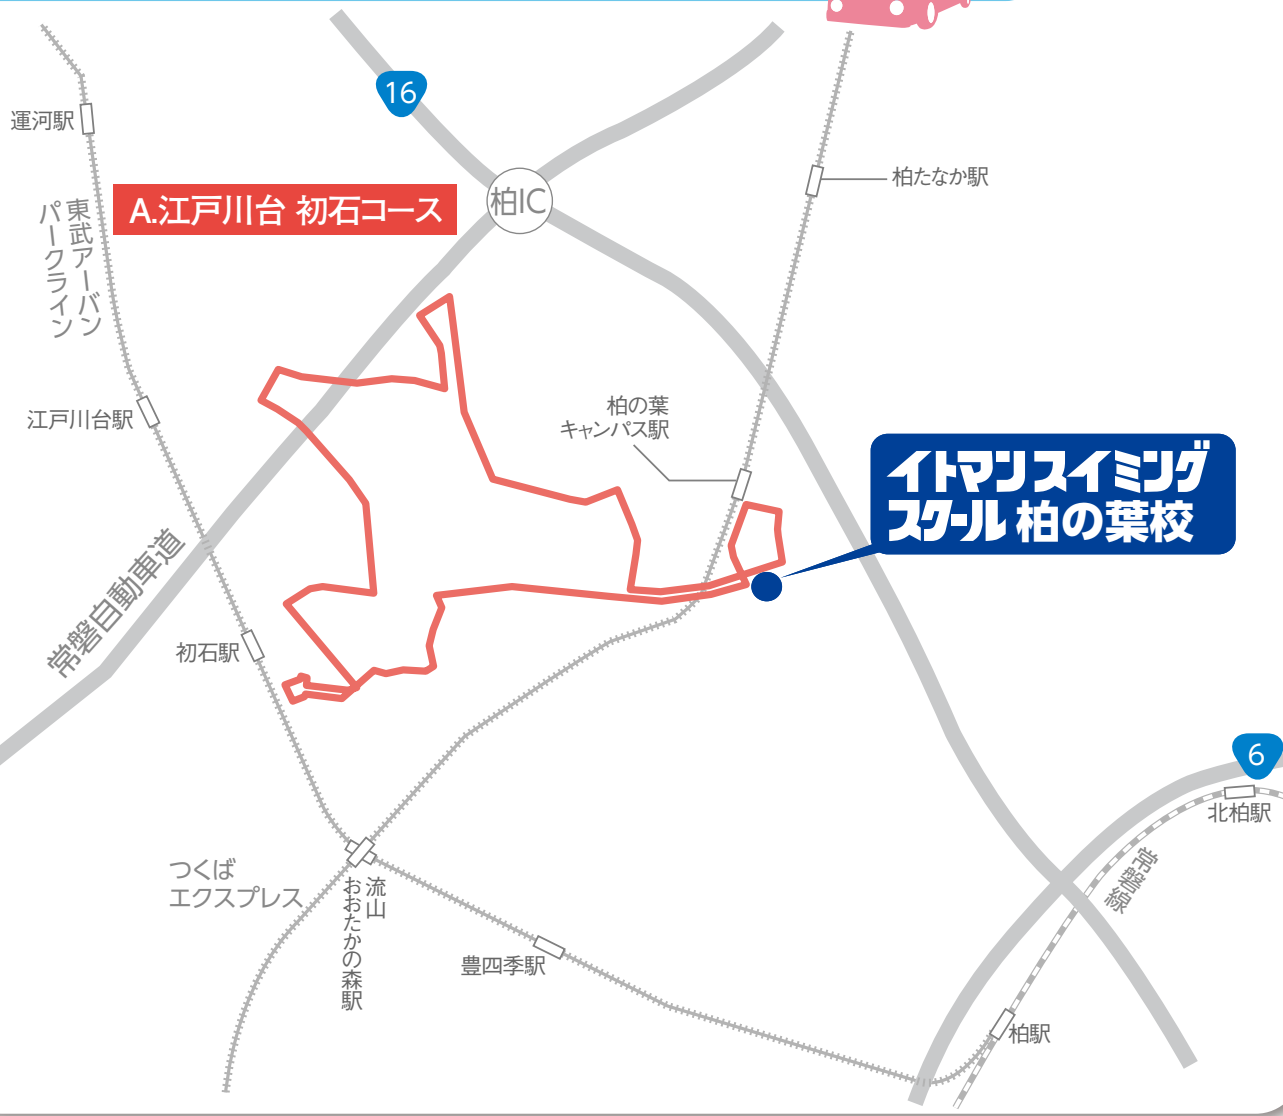 16
運河駅
柏たなか駅
A.江戸川台 初石コース
柏IC
東武アーバン
パークライン
江戸川台駅
柏の葉
キャンパス駅
イトマンスイミング
スクール 柏の葉校
常磐自動車道
初石駅
6
北柏駅
つくば
エクスプレス
流山
おおたかの森駅
常磐線
豊四季駅
柏駅